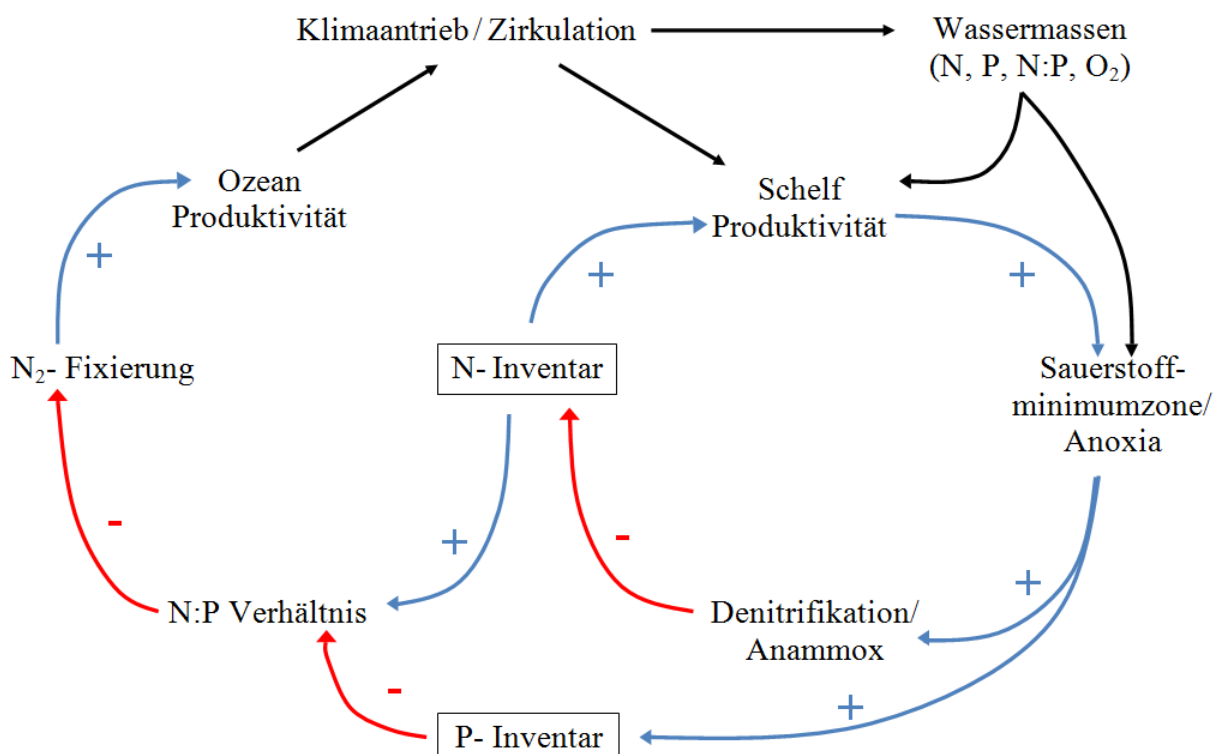 Klimaantrieb / Zirkulation
Wassermassen
(N, P, N:P, O₂)
Ozean
Produktivität
Schelf
Produktivität
+
+
+
N₂- Fixierung
N- Inventar
Sauerstoff-
minimumzone/
Anoxia
-
+
-
+
N:P Verhältnis
Denitrifikation/
Anammox
-
+
P- Inventar